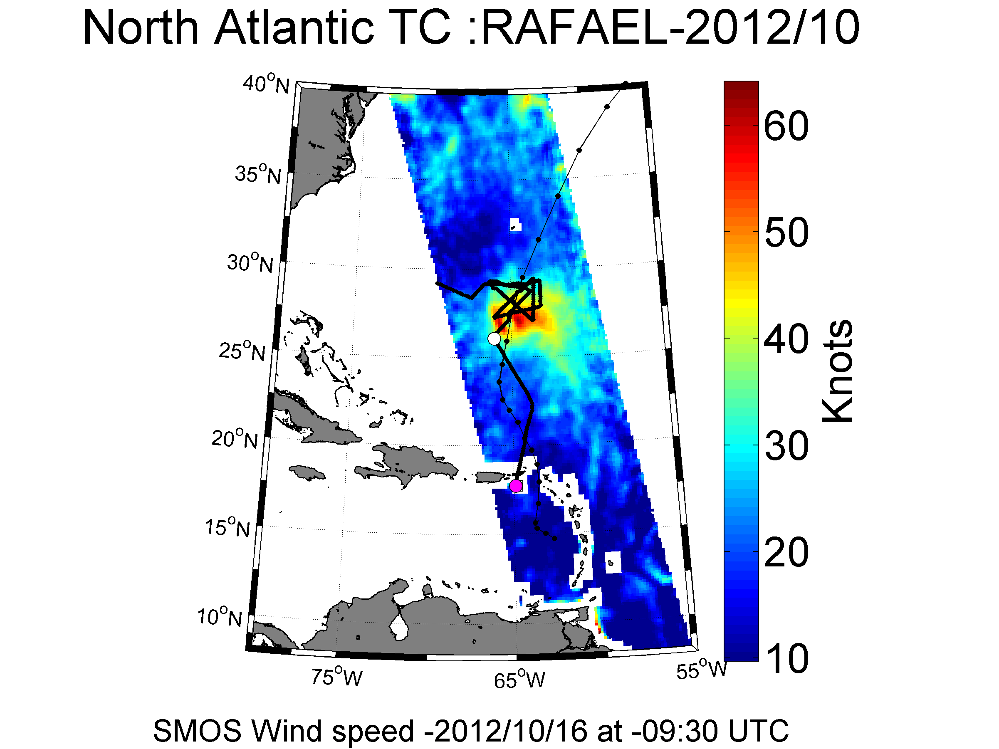 North Atlantic TC :RAFAEL-2012/10
40°N
35°N
30°N
25°N
20°N
15°N
10°N
75°W
65°W
55°W
60
50
40
30
20
10
Knots
SMOS Wind speed -2012/10/16 at -09:30 UTC